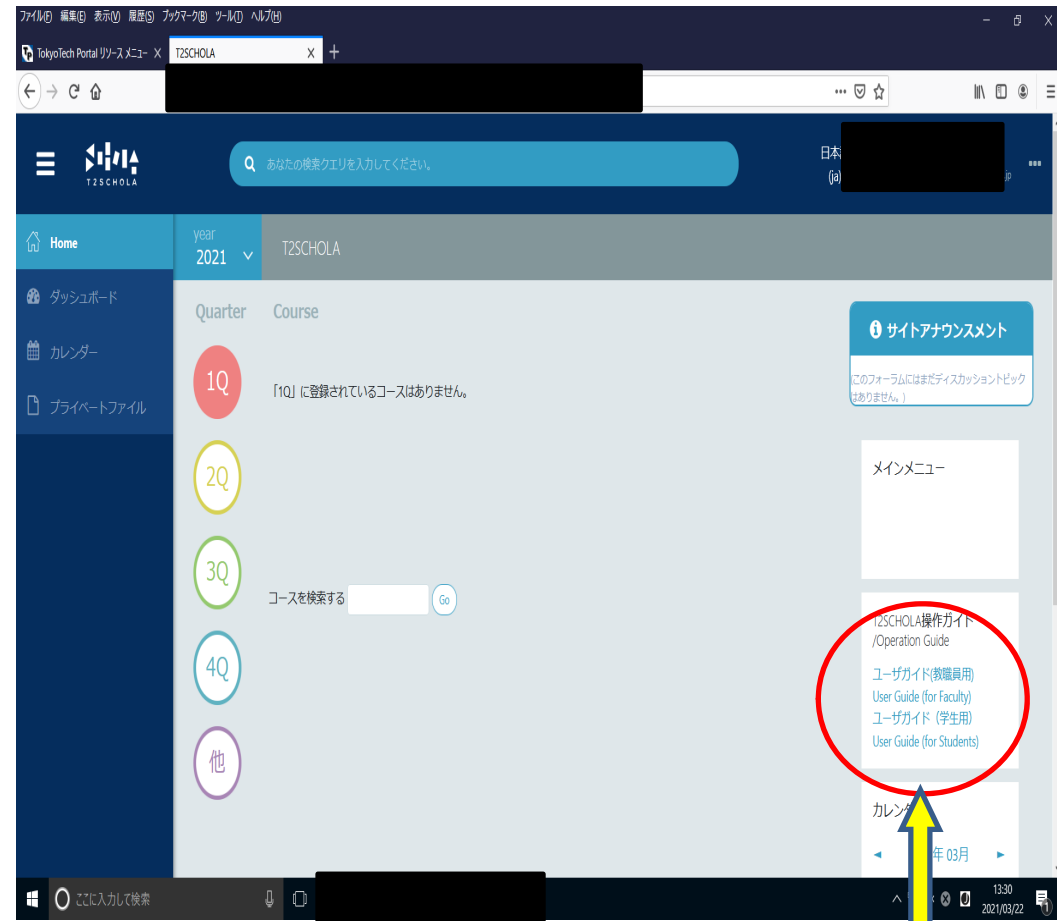 ファイル(F) 編集(E) 表示(V) 履歴(S) ブックマーク(B) ツール(T) ヘルプ(H)
TokyoTech Portal リソース メニュー
T2SCHOLA
T2SCHOLA
あなたの検索クエリを入力してください。
日本
(ja)
jp
Home
ダッシュボード
カレンダー
プライベートファイル
year
2021
T2SCHOLA
Quarter
Course
1Q
「1Q」に登録されているコースはありません。
2Q
3Q
4Q
他
コースを検索する
Go
サイトアナウンスメント
(このフォーラムにはまだディスカッショントピック
はありません。)
メインメニュー
T2SCHOLA操作ガイド
/Operation Guide
ユーザガイド(教職員用)
User Guide (for Faculty)
ユーザガイド（学生用）
User Guide (for Students)
カレン
年 03月
ここに入力して検索
13:30
2021/03/22
1